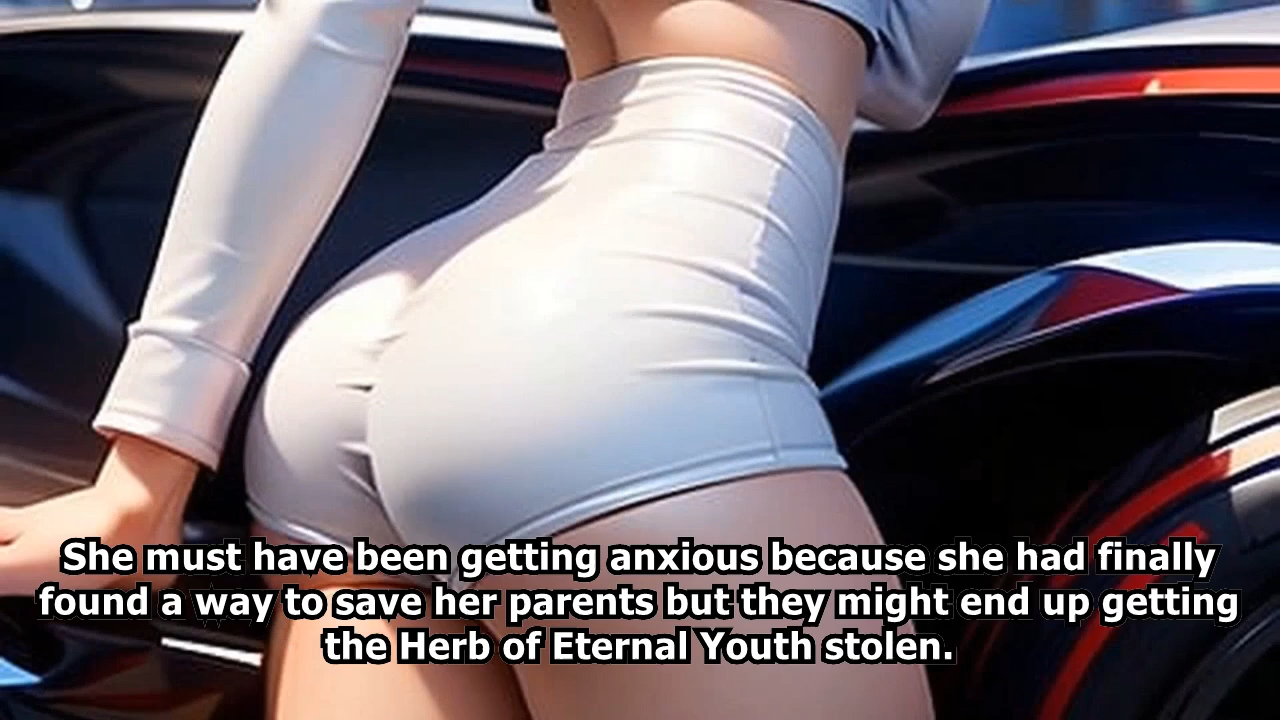 She must have been getting anxious because she had finally
found a way to save her parents but they might end up getting
the Herb of Eternal Youth stolen.